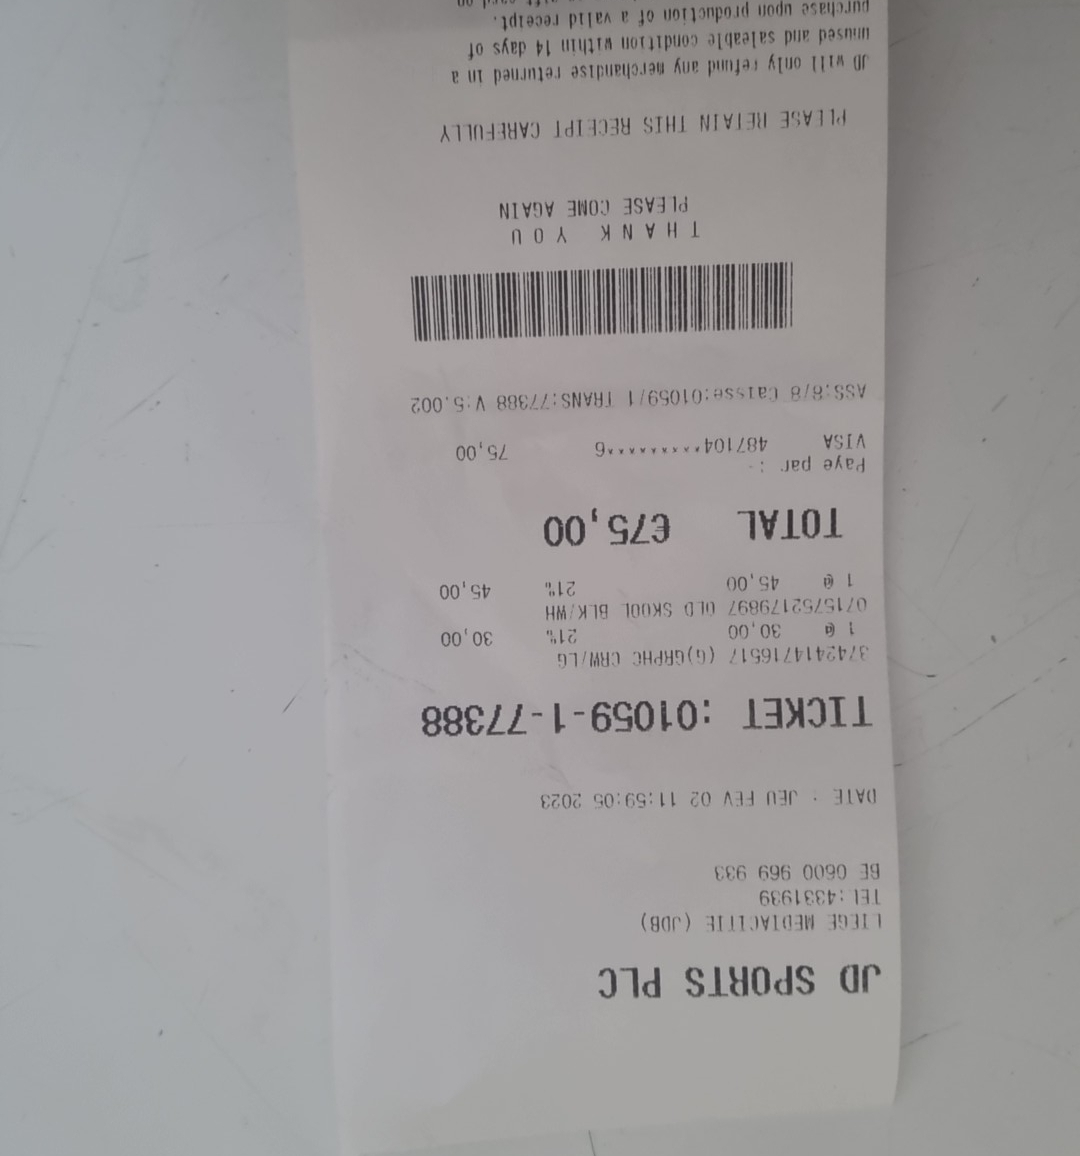 JD SPORTS PLC
LIEGE MEDIACITIE (JDB)
TEL:4331939
BE 0600 969 933
DATE : JEU FEV 02 11:59:05 2023
TICKET :01059-1-77388
3742414716517 (G)GRPHC CRW/LG
1 @ 30,00 21% 30,00
0715752179897 OLD SKOOL BLK/WH
1 @ 45,00 21% 45,00
TOTAL €75,00
Paye par :
VISA 487104*********6 75,00
ASS:8/8 Caisse:01059/1 TRANS:77388 V:5.002
T H A N K Y O U
PLEASE COME AGAIN
PLEASE RETAIN THIS RECEIPT CAREFULLY
JD will only refund any merchandise returned in a
unused and saleable condition within 14 days of
purchase upon production of a valid receipt.